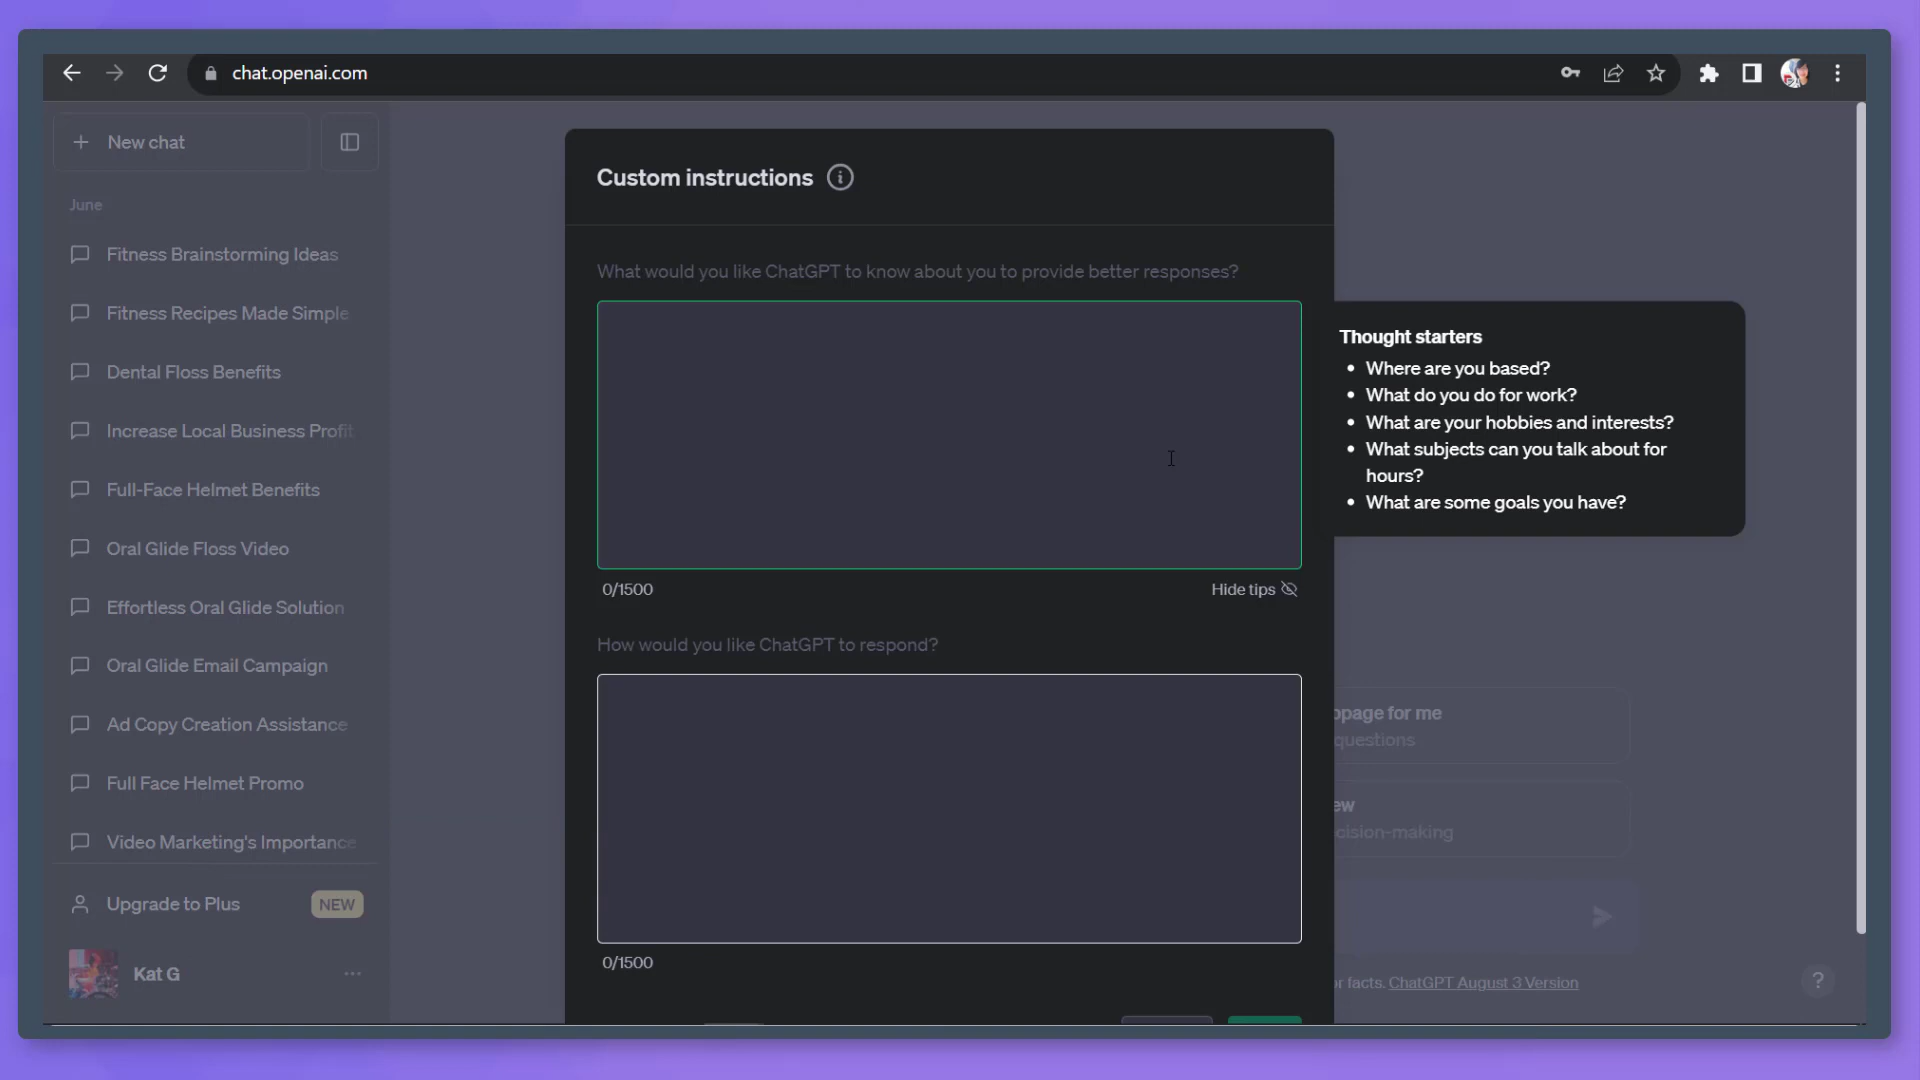 chat.openai.com
New chat
June
Fitness Brainstorming Ideas
Fitness Recipes Made Simple
Dental Floss Benefits
Increase Local Business Profit
Full-Face Helmet Benefits
Oral Glide Floss Video
Effortless Oral Glide Solution
Oral Glide Email Campaign
Ad Copy Creation Assistance
Full Face Helmet Promo
Video Marketing's Importance
Upgrade to Plus NEW
Kat G
Custom instructions
What would you like ChatGPT to know about you to provide better responses?
0/1500 Hide tips
How would you like ChatGPT to respond?
0/1500
Thought starters
• Where are you based?
• What do you do for work?
• What are your hobbies and interests?
• What subjects can you talk about for
hours?
• What are some goals you have?
page for me
questions
ew
cision-making
facts. ChatGPT August 3 Version
?